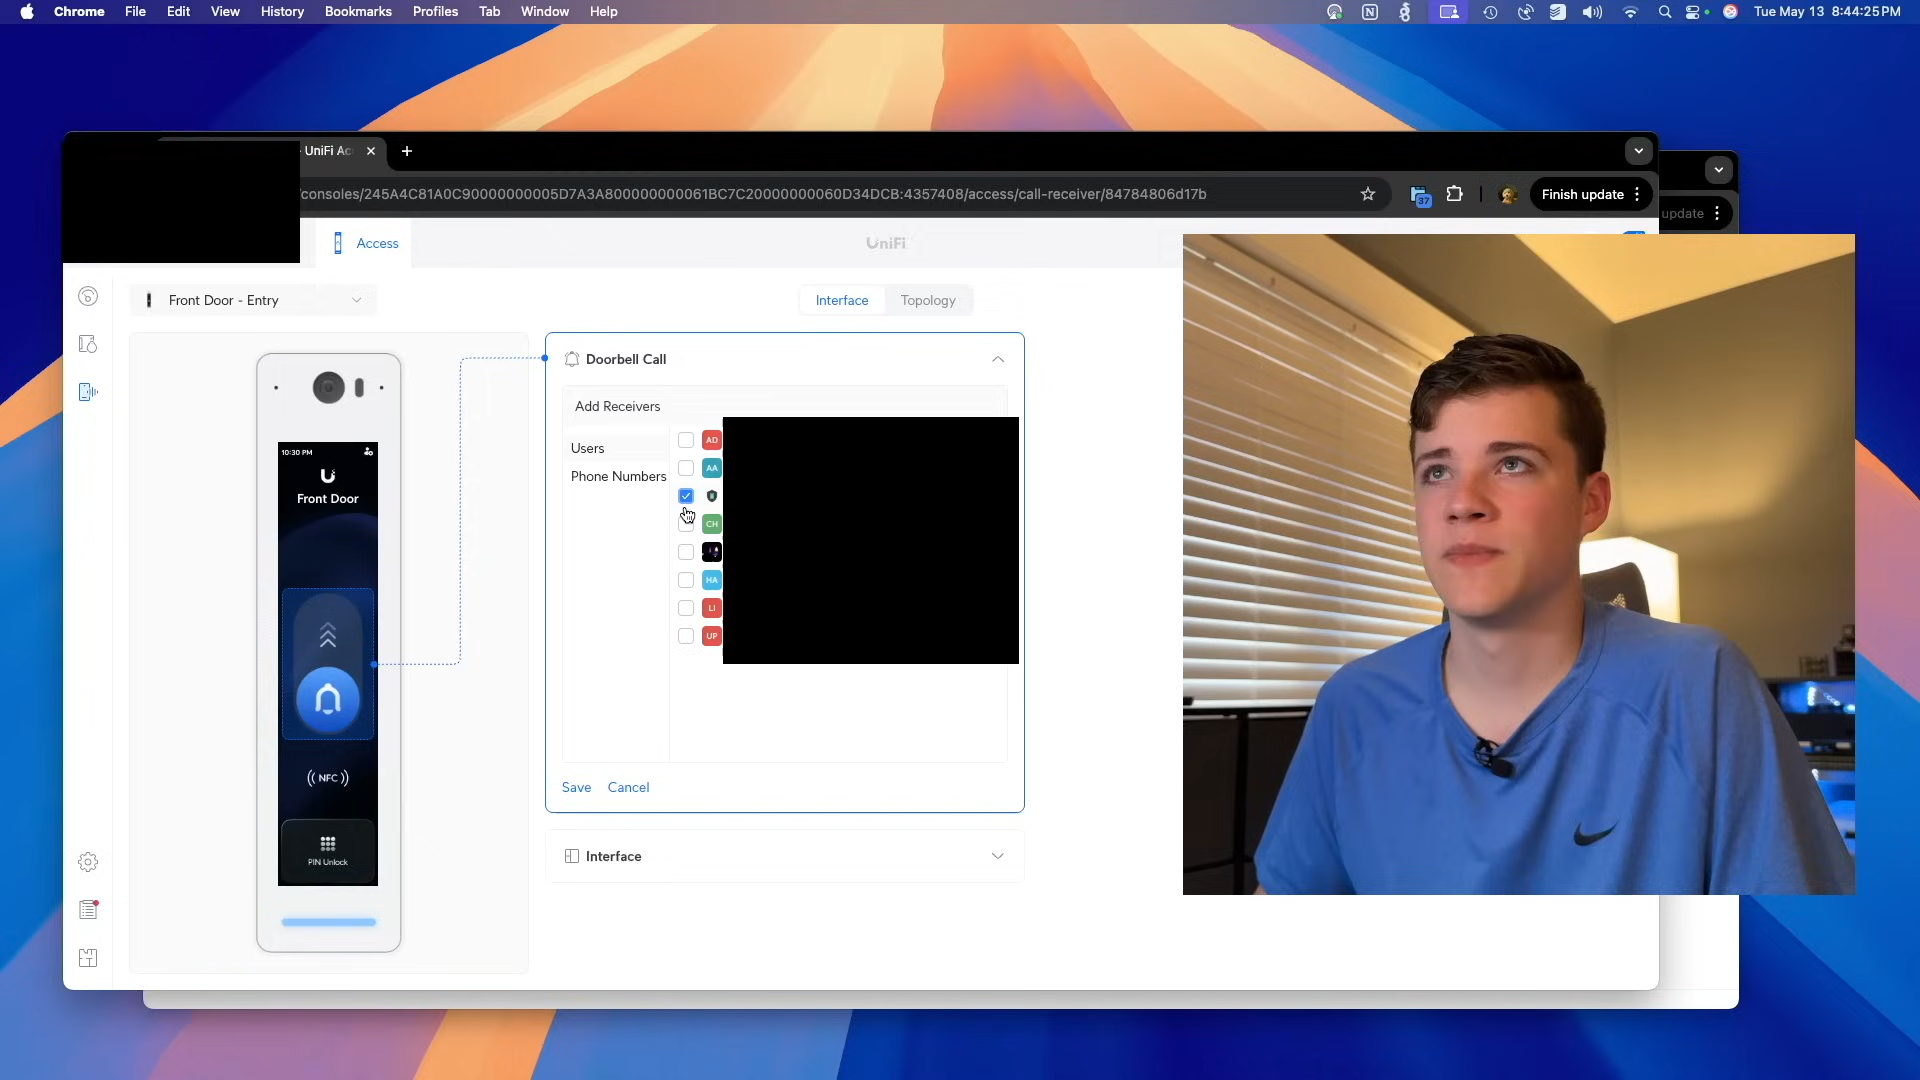 Chrome File Edit View History Bookmarks Profiles Tab Window Help Tue May 13 8:44:25 PM
UniFi Ac
consoles/245A4C81A0C90000000005D7A3A800000000061BC7C20000000060D34DCB:4357408/access/call-receiver/84784806d17b
37
Finish update
update
Access
UniFi
Front Door - Entry
Interface Topology
Doorbell Call
Add Receivers
Users
Phone Numbers
AD
AA
CH
HA
LI
UP
Save Cancel
Interface
10:30 PM
Front Door
NFC
PIN Unlock